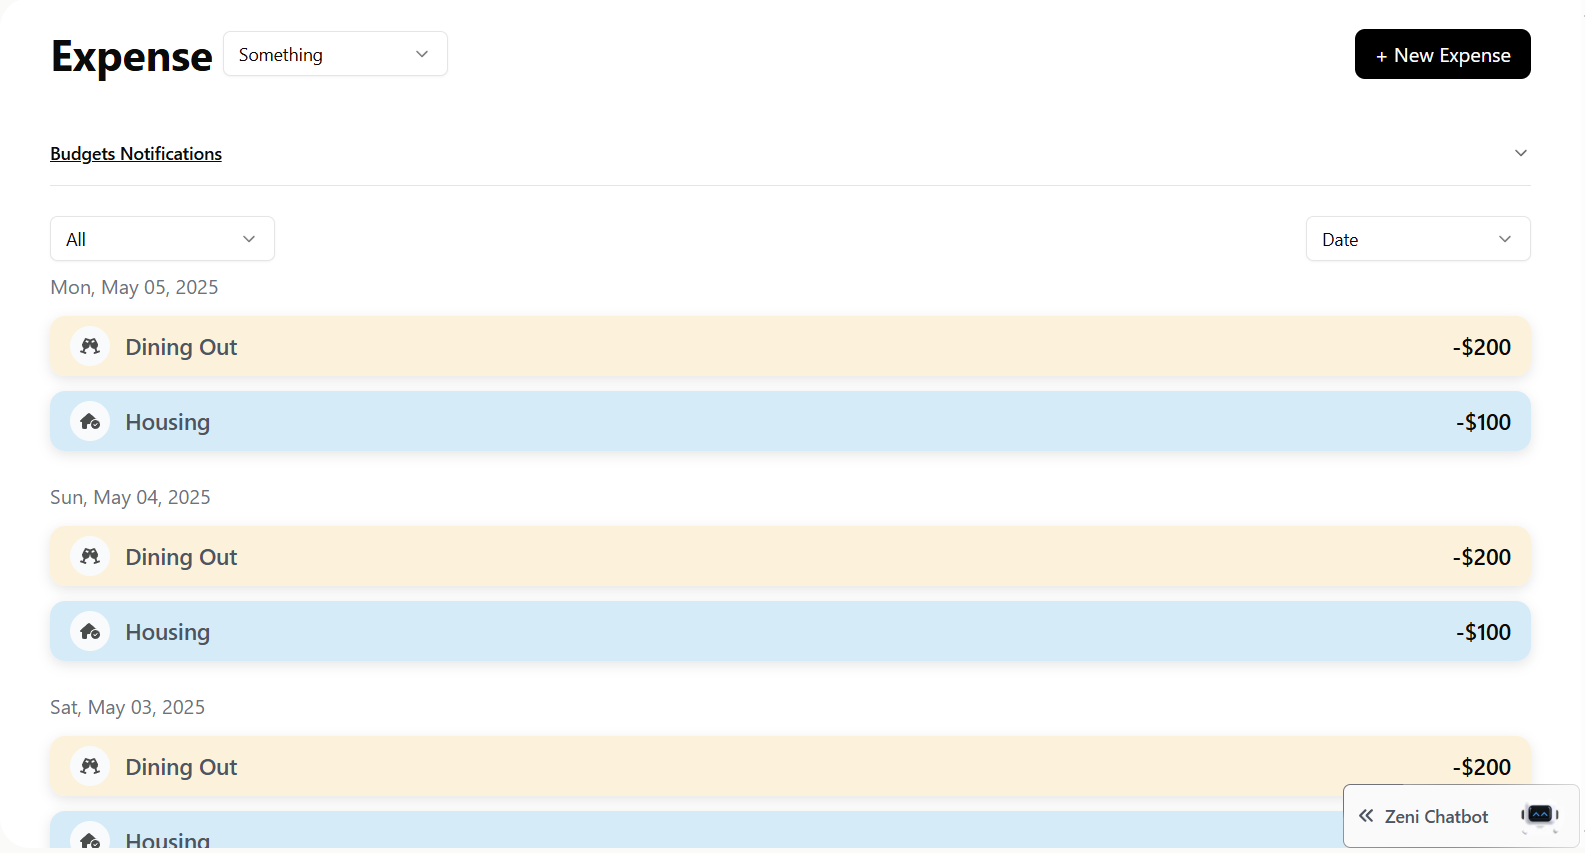 Expense
Something
+ New Expense
Budgets Notifications
All
Date
Mon, May 05, 2025
Dining Out
-$200
Housing
-$100
Sun, May 04, 2025
Dining Out
-$200
Housing
-$100
Sat, May 03, 2025
Dining Out
-$200
Housing
Zeni Chatbot